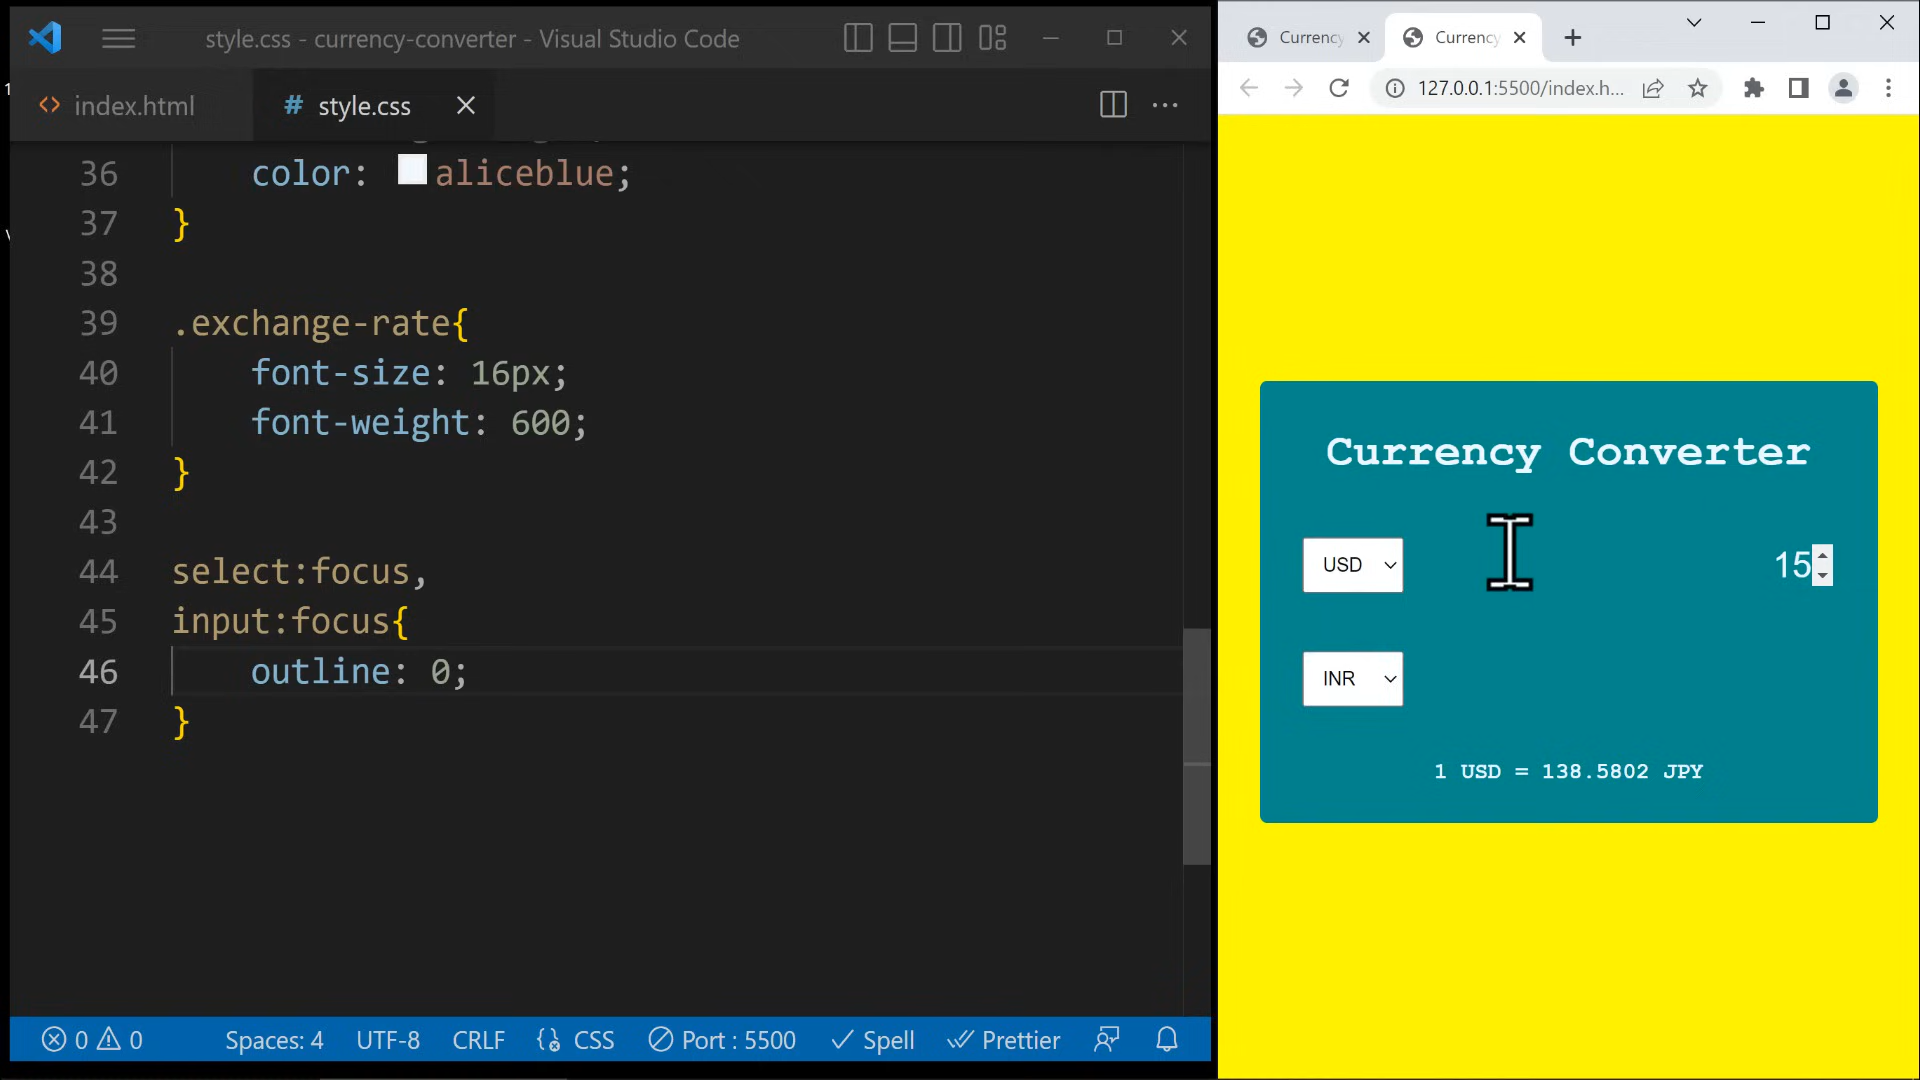 style.css - currency-converter - Visual Studio Code
index.html
# style.css
36 color: aliceblue;
37 }
38
39 .exchange-rate{
40 font-size: 16px;
41 font-weight: 600;
42 }
43
44 select:focus,
45 input:focus{
46 outline: 0;
47 }
0 0 Spaces: 4 UTF-8 CRLF CSS Port : 5500 Spell Prettier
Currency
Currency
127.0.0.1:5500/index.h...
Currency Converter
USD 15
INR
1 USD = 138.5802 JPY